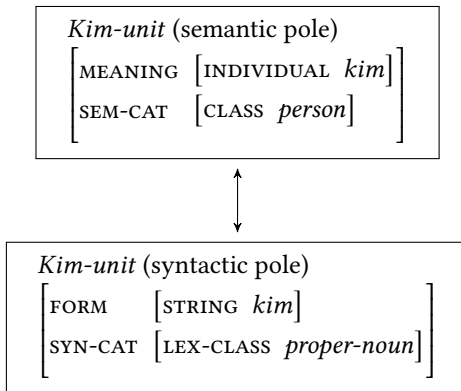 Kim-unit (semantic pole)
MEANING [INDIVIDUAL kim]
SEM-CAT [CLASS person]
Kim-unit (syntactic pole)
FORM [STRING kim]
SYN-CAT [LEX-CLASS proper-noun]